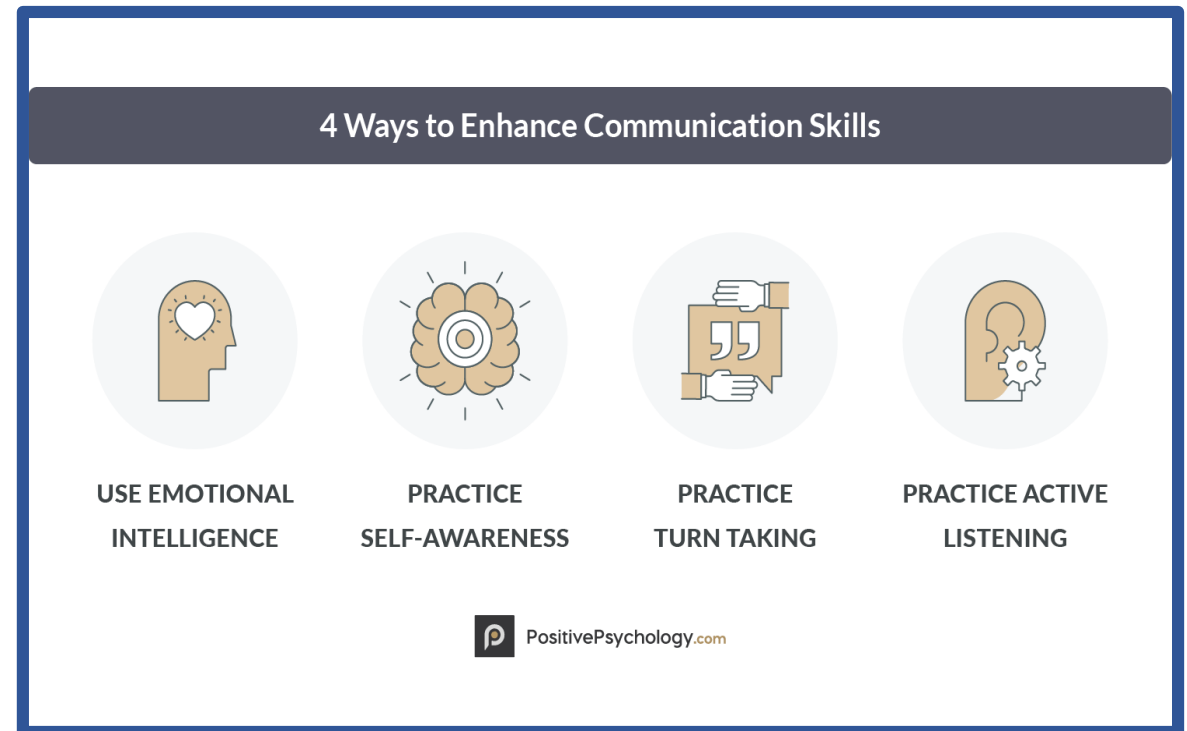 4 Ways to Enhance Communication Skills
USE EMOTIONAL
INTELLIGENCE
PRACTICE
SELF-AWARENESS
PRACTICE
TURN TAKING
PRACTICE ACTIVE
LISTENING
PositivePsychology.com